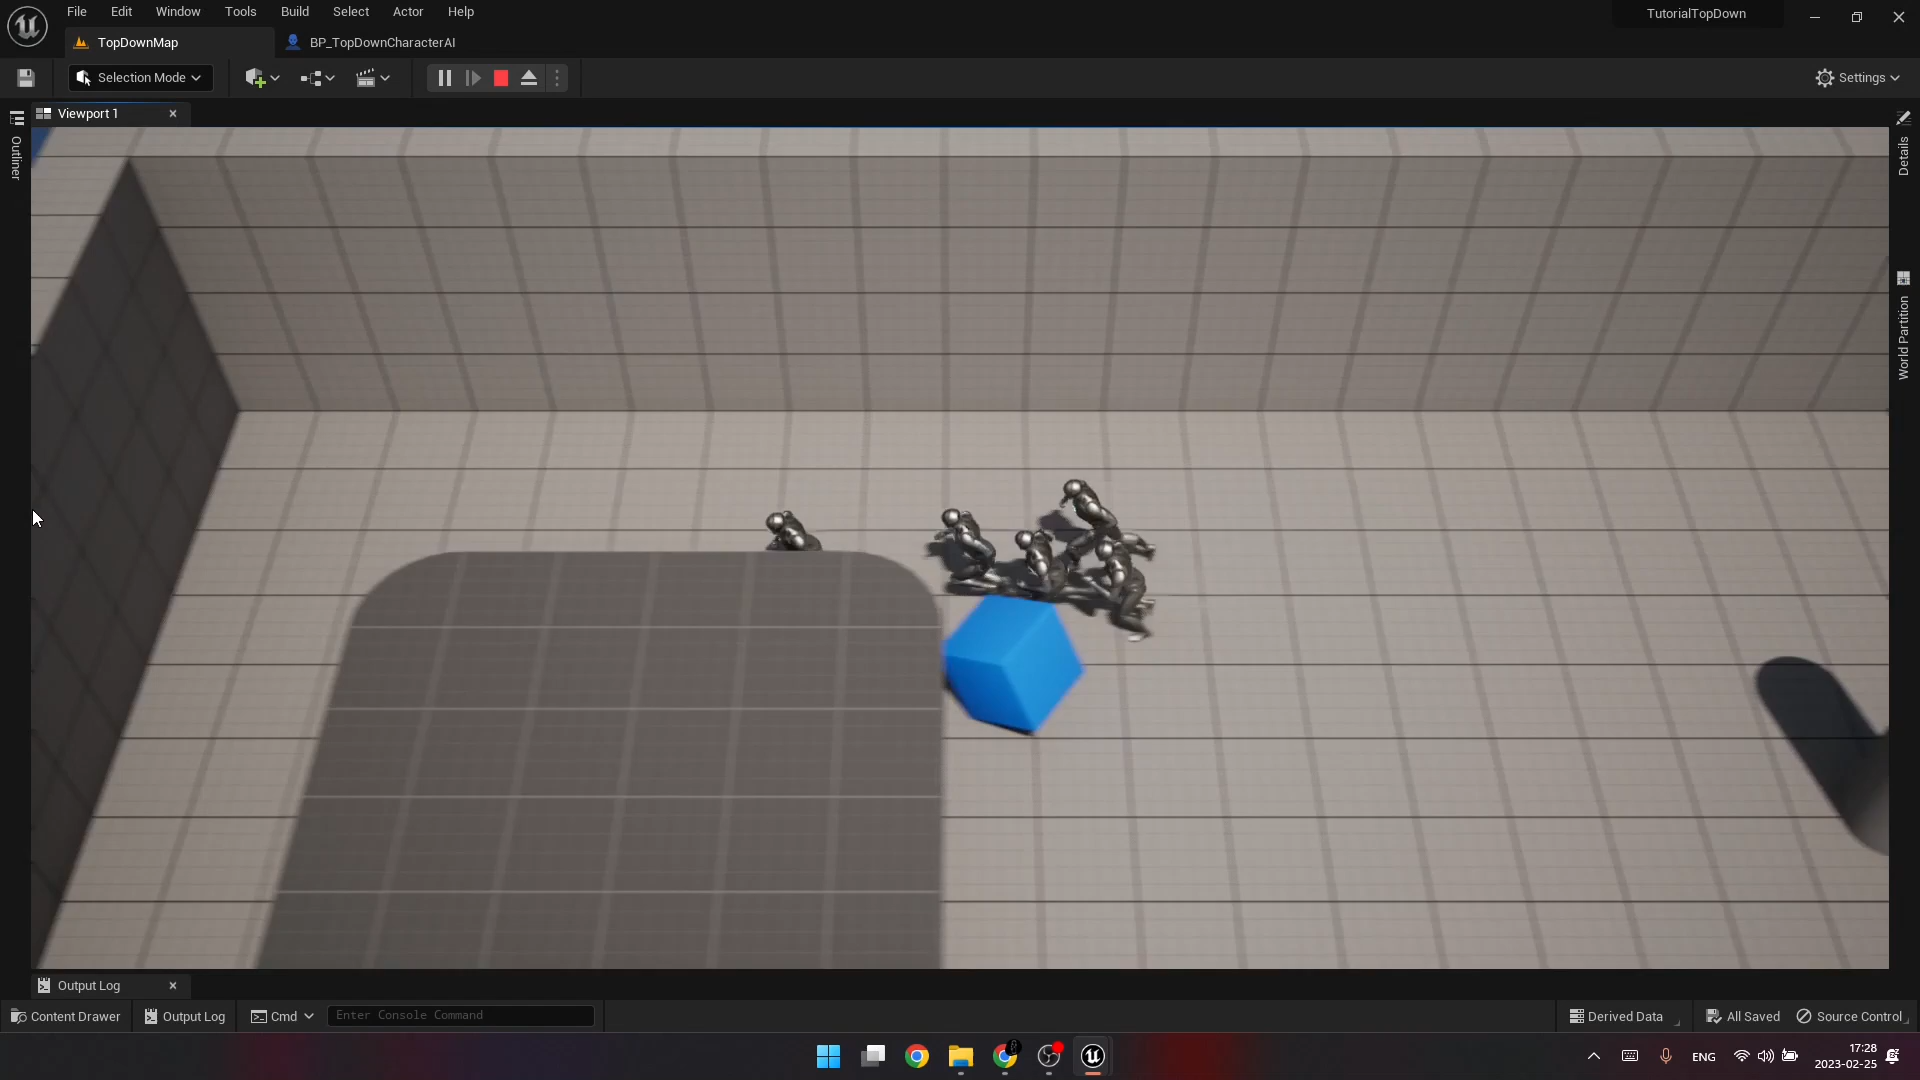 File Edit Window Tools Build Select Actor Help
TutorialTopDown
TopDownMap
BP_TopDownCharacterAI
Selection Mode
Settings
Viewport 1
Outliner
Details
World Partition
Output Log
Content Drawer
Output Log
Cmd
Enter Console Command
Derived Data
All Saved
Source Control
ENG
17:28
2023-02-25